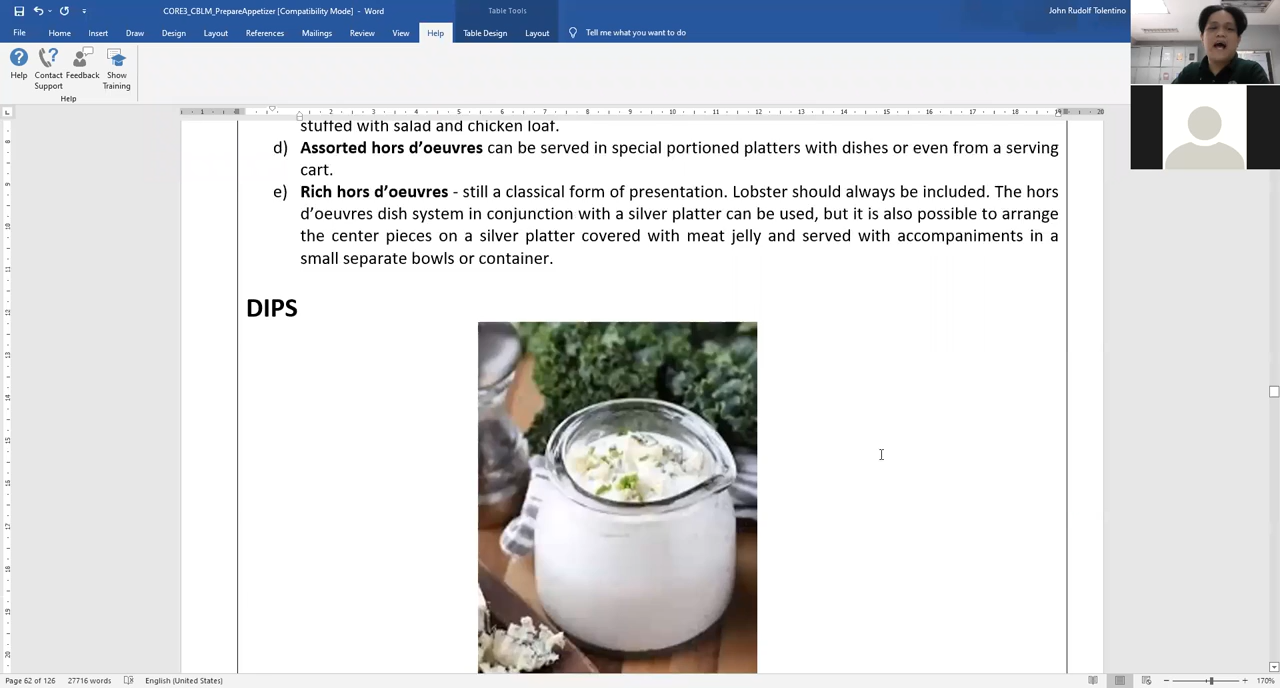 CORE3_CBLM_PrepareAppetizer [Compatibility Mode] - Word
Table Tools
John Rudolf Tolentino
File Home Insert Draw Design Layout References Mailings Review View Help Table Design Layout Tell me what you want to do
Help Contact Support Feedback Show Training
Help
stuffed with salad and chicken loaf.
d) Assorted hors d’oeuvres can be served in special portioned platters with dishes or even from a serving
cart.
e) Rich hors d’oeuvres - still a classical form of presentation. Lobster should always be included. The hors
d’oeuvres dish system in conjunction with a silver platter can be used, but it is also possible to arrange
the center pieces on a silver platter covered with meat jelly and served with accompaniments in a
small separate bowls or container.
DIPS
Page 62 of 126 27716 words English (United States) 170%